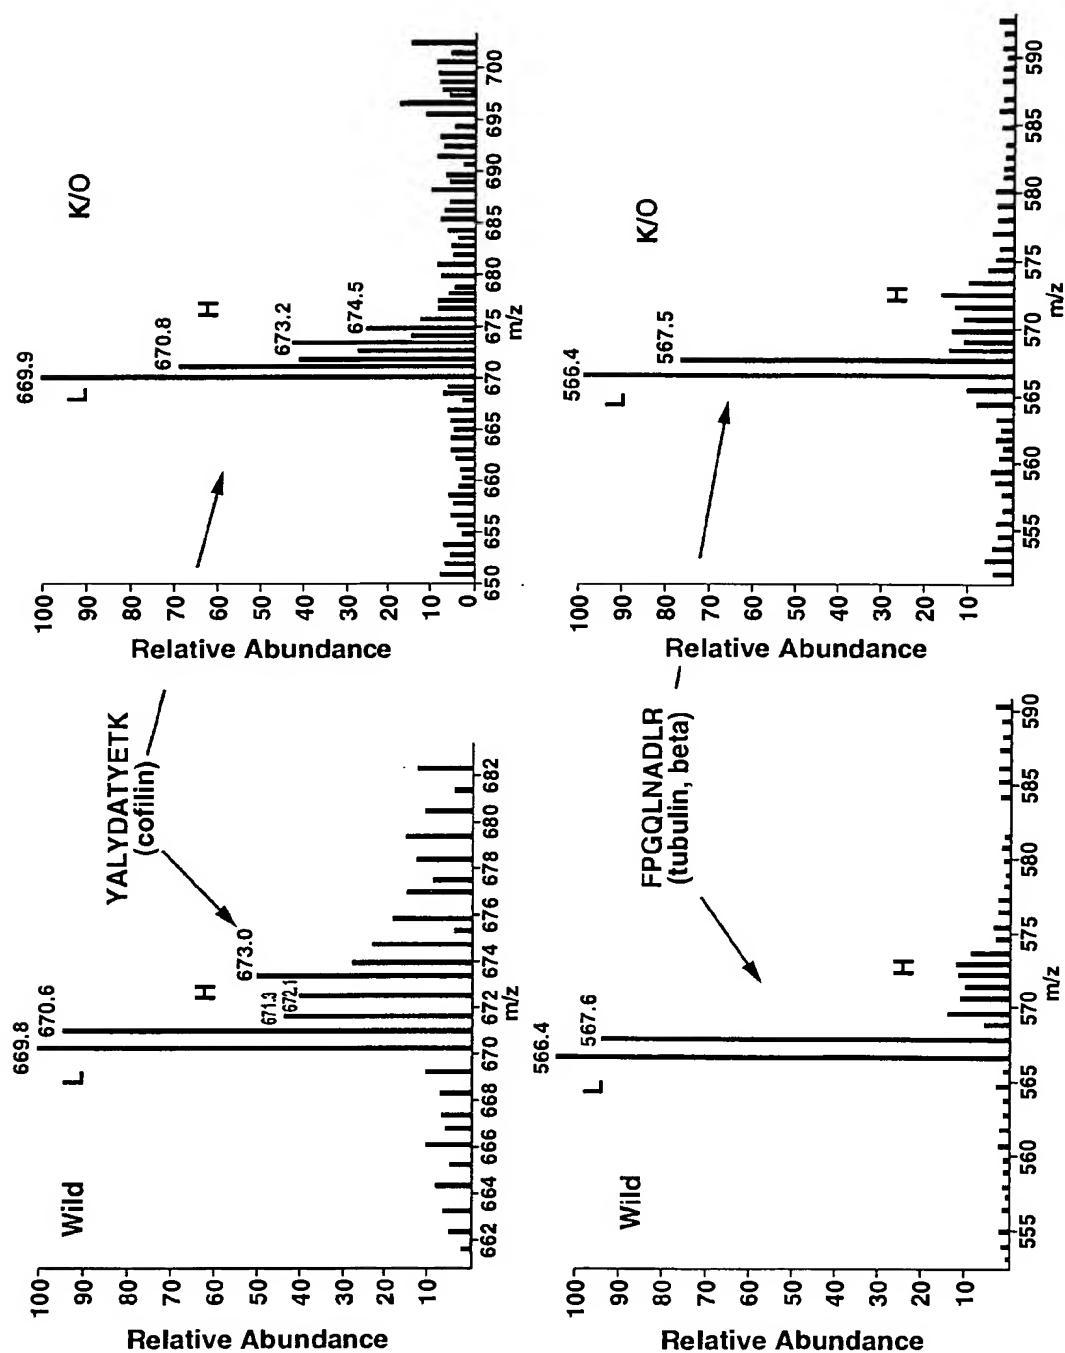 Relative Abundance
100
90
80
70
60
50
40
30
20
10
Wild
L
669.8
670.6
H
671.3
672.1
673.0
662 664 666 668 670 672 674 676 678 680 682
m/z
YALYDATYETK
(cofilin)
Relative Abundance
100
90
80
70
60
50
40
30
20
10
0
669.9
L
670.8
H
673.2
674.5
K/O
650 655 660 665 670 675 680 685 690 695 700
m/z
Relative Abundance
100
90
80
70
60
50
40
30
20
10
Wild
566.4
L
567.6
H
555 560 565 570 575 580 585 590
m/z
FPGQLNADLR
(tubulin, beta)
Relative Abundance
100
90
80
70
60
50
40
30
20
10
566.4
L
567.5
K/O
H
555 560 565 570 575 580 585 590
m/z